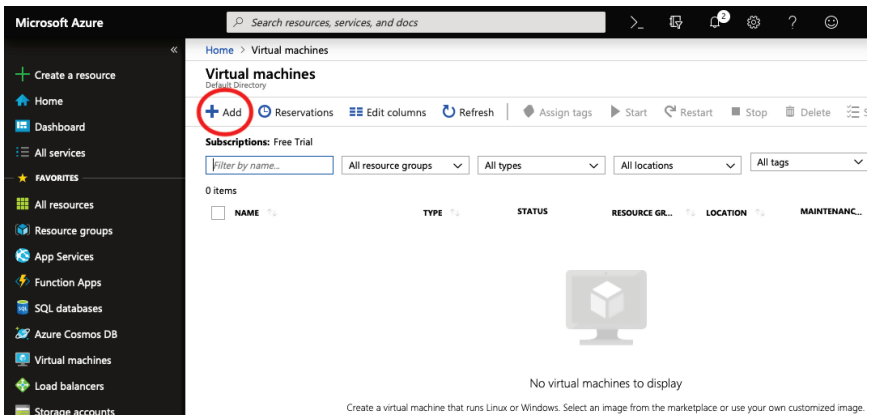 Microsoft Azure
Search resources, services, and docs
2
Home > Virtual machines
Virtual machines
Default Directory
Add Reservations Edit columns Refresh Assign tags Start Restart Stop Delete
Subscriptions: Free Trial
Filter by name... All resource groups All types All locations All tags
0 items
NAME TYPE STATUS RESOURCE GR... LOCATION MAINTENANC...
No virtual machines to display
Create a virtual machine that runs Linux or Windows. Select an image from the marketplace or use your own customized image.
Create a resource
Home
Dashboard
All services
FAVORITES
All resources
Resource groups
App Services
Function Apps
SQL databases
Azure Cosmos DB
Virtual machines
Load balancers
Storage accounts